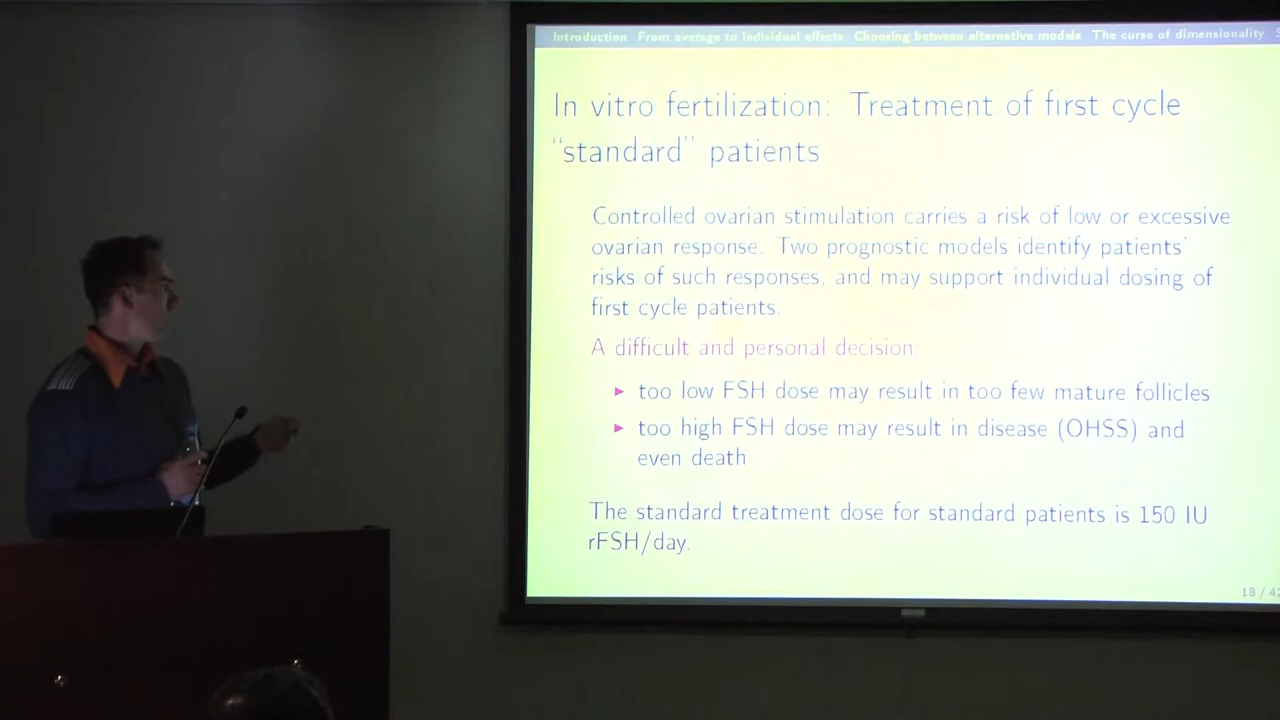 Introduction From average to individual effects Choosing between alternative models The curse of dimensionality S
In vitro fertilization: Treatment of first cycle
“standard” patients
Controlled ovarian stimulation carries a risk of low or excessive
ovarian response. Two prognostic models identify patients'
risks of such responses, and may support individual dosing of
first cycle patients.
A difficult and personal decision:
too low FSH dose may result in too few mature follicles
too high FSH dose may result in disease (OHSS) and
even death
The standard treatment dose for standard patients is 150 IU
rFSH/day.
18 / 42